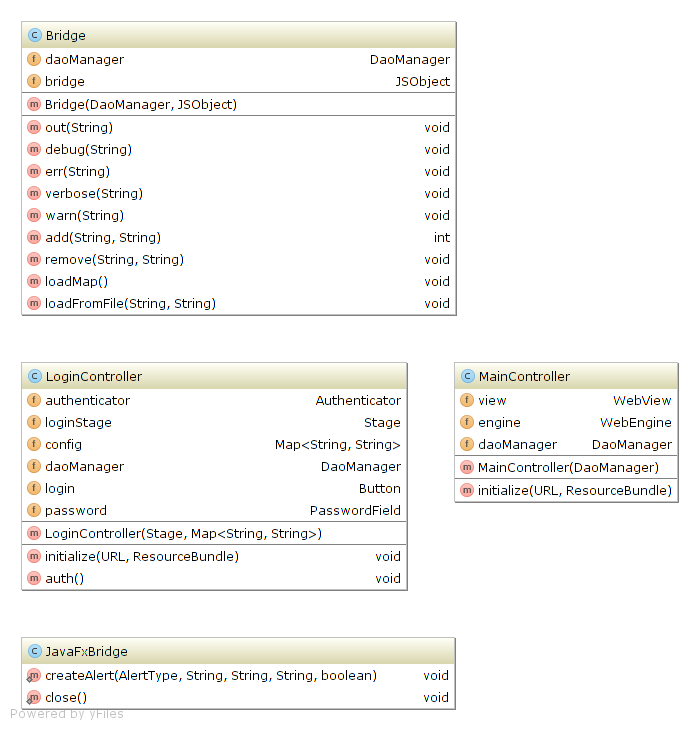 Bridge
daoManager DaoManager
bridge JSObject
Bridge(DaoManager, JSObject)
out(String) void
debug(String) void
err(String) void
verbose(String) void
warn(String) void
add(String, String) int
remove(String, String) void
loadMap() void
loadFromFile(String, String) void
LoginController
authenticator Authenticator
loginStage Stage
config Map<String, String>
daoManager DaoManager
login Button
password PasswordField
LoginController(Stage, Map<String, String>)
initialize(URL, ResourceBundle) void
auth() void
MainController
view WebView
engine WebEngine
daoManager DaoManager
MainController(DaoManager)
initialize(URL, ResourceBundle)
JavaFxBridge
createAlert(AlertType, String, String, String, boolean) void
close() void
Powered by yFiles